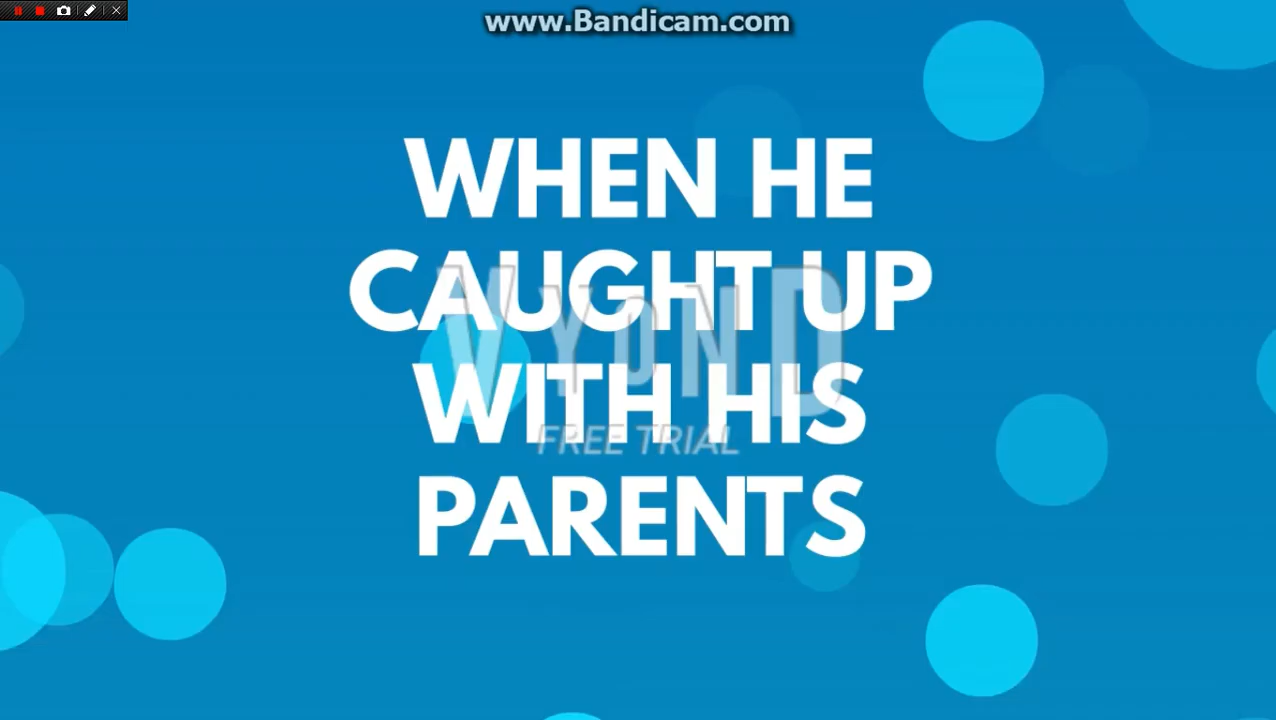 www.Bandicam.com
WHEN HE
CAUGHT UP
WITH HIS
PARENTS
VYOND
FREE TRIAL